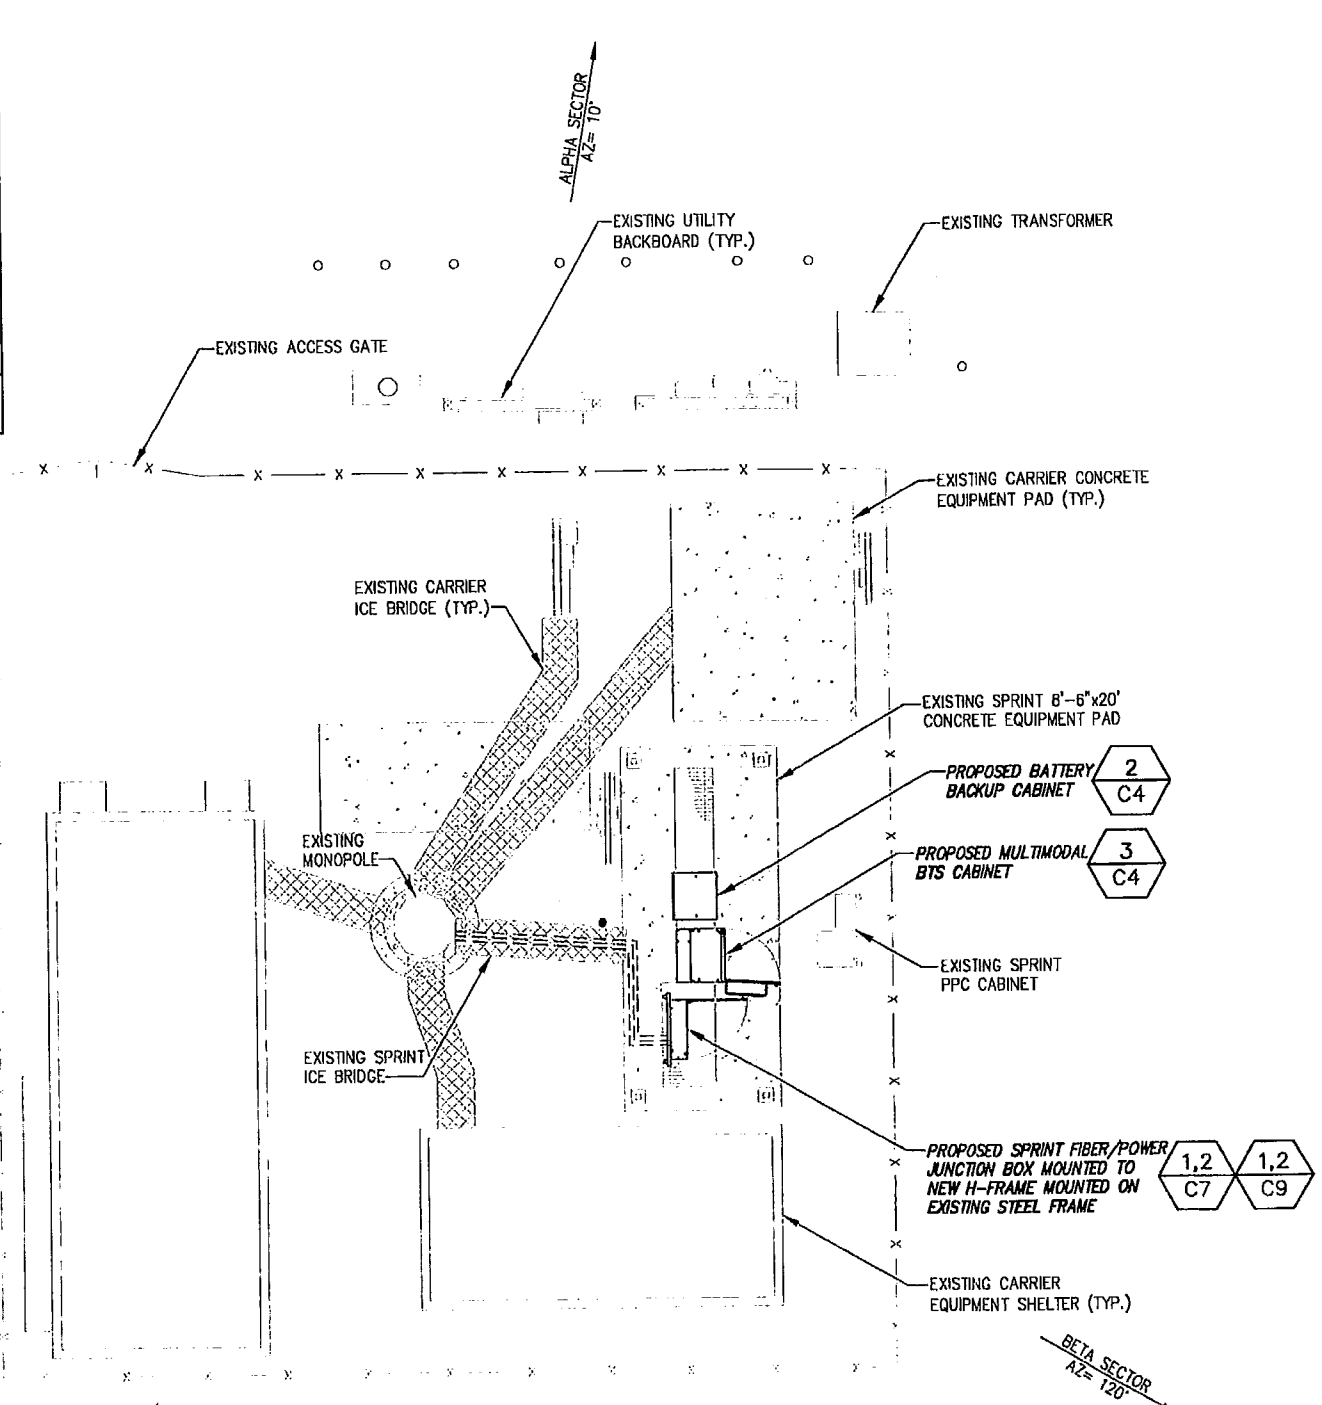 ALPHA SECTOR
AZ= 10°
EXISTING UTILITY
BACKBOARD (TYP.)
EXISTING TRANSFORMER
EXISTING ACCESS GATE
EXISTING CARRIER CONCRETE
EQUIPMENT PAD (TYP.)
EXISTING CARRIER
ICE BRIDGE (TYP.)
EXISTING SPRINT 8'-6"x20'
CONCRETE EQUIPMENT PAD
PROPOSED BATTERY
BACKUP CABINET
2
C4
EXISTING
MONOPOLE
PROPOSED MULTIMODAL
BTS CABINET
3
C4
EXISTING SPRINT
PPC CABINET
EXISTING SPRINT
ICE BRIDGE
PROPOSED SPRINT FIBER/POWER
JUNCTION BOX MOUNTED TO
NEW H-FRAME MOUNTED ON
EXISTING STEEL FRAME
1,2
C7
1,2
C9
EXISTING CARRIER
EQUIPMENT SHELTER (TYP.)
BETA SECTOR
AZ= 120°